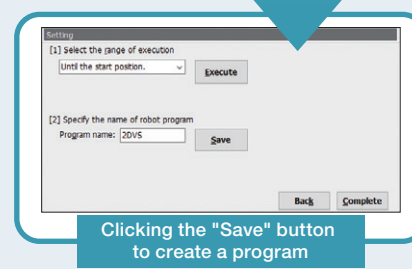 Setting
[1] Select the range of execution
Until the start position.
Execute
[2] Specify the name of robot program
Program name: 2DVS
Save
Back Complete
Clicking the "Save" button
to create a program